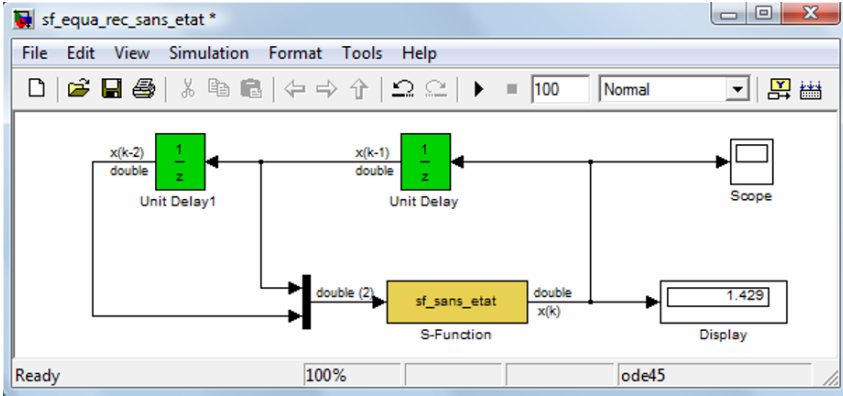 sf_equa_rec_sans_etat *
File Edit View Simulation Format Tools Help
100 Normal
x(k-2) 1 x(k-1) 1
double z double z
Unit Delay1 Unit Delay Scope
double (2) sf_sans_etat double 1.429
x(k)
S-Function Display
Ready 100% ode45